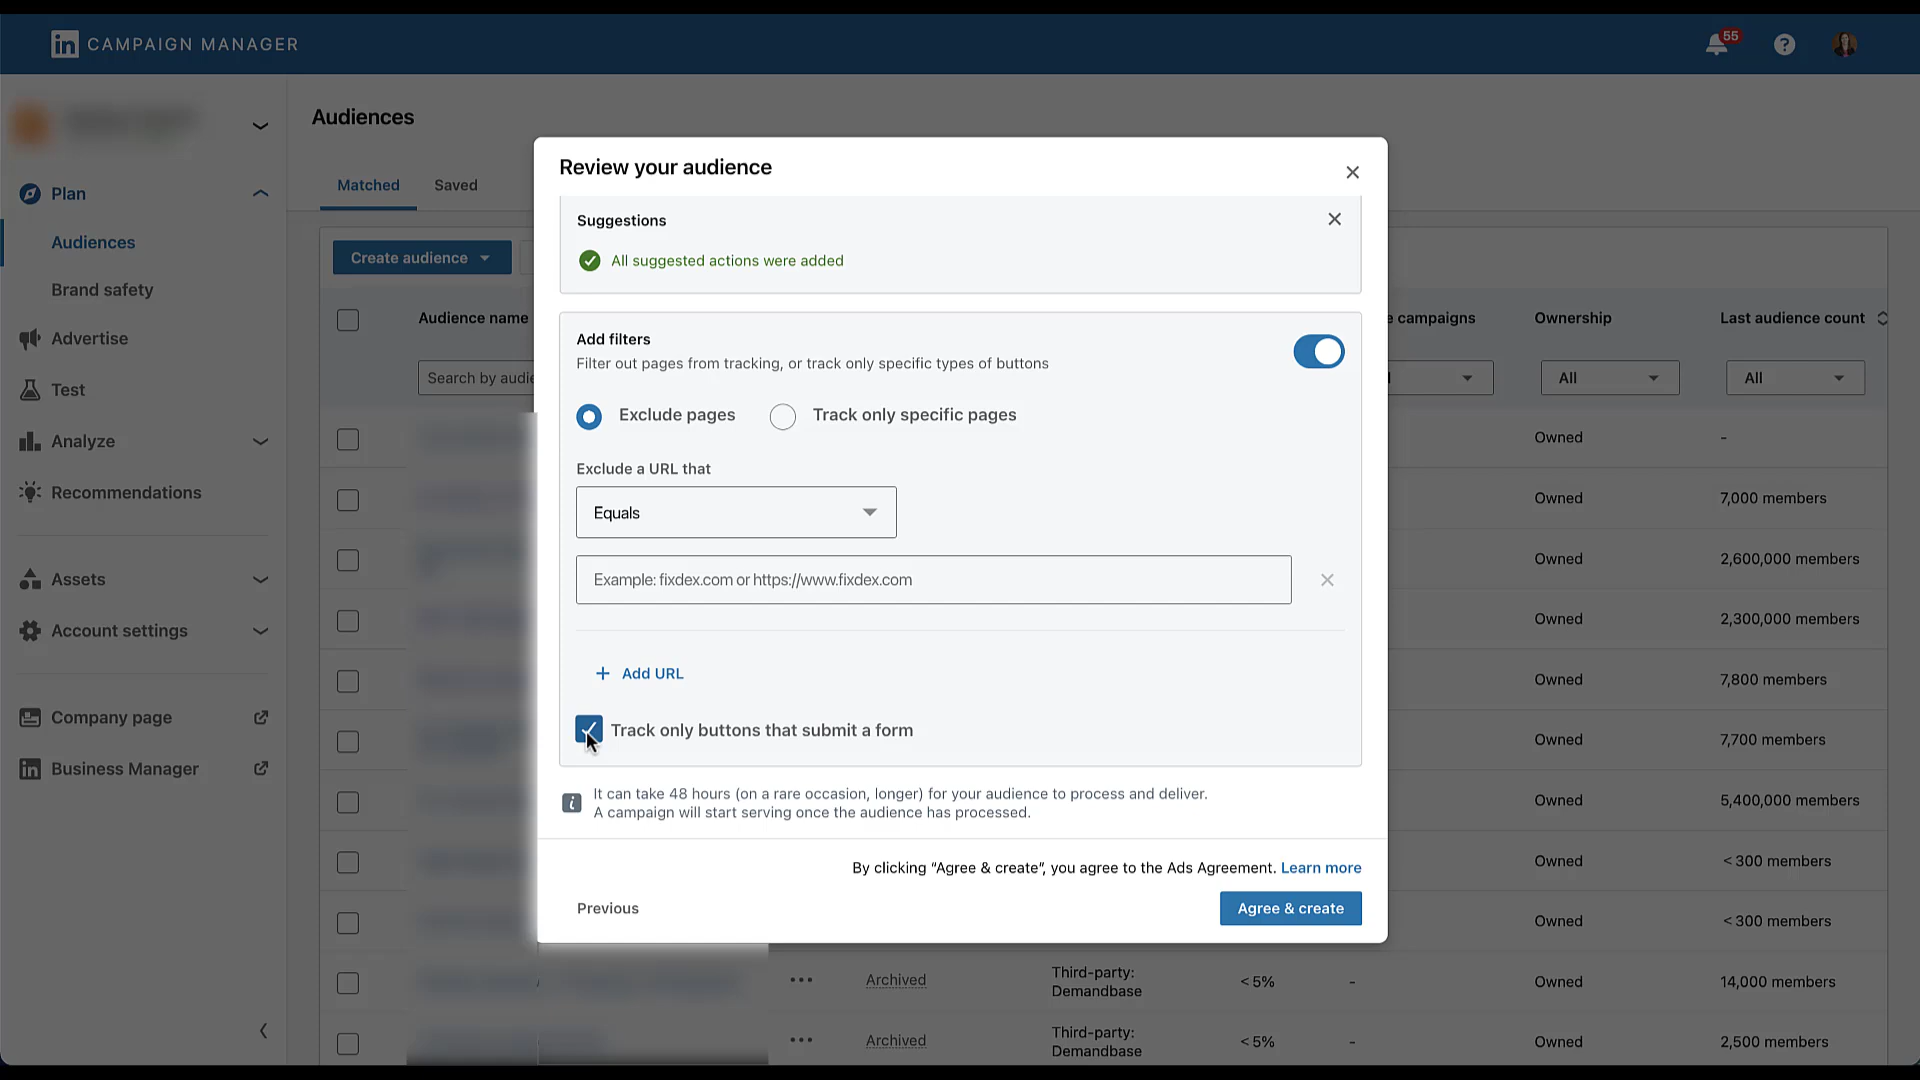 in CAMPAIGN MANAGER
55
?
Audiences
Matched
Saved
Plan
Audiences
Brand safety
Advertise
Test
Analyze
Recommendations
Assets
Account settings
Company page
in Business Manager
Create audience
Audience name
Search by audie
e campaigns
Ownership
Last audience count
l
All
All
Review your audience
Suggestions
All suggested actions were added
Add filters
Filter out pages from tracking, or track only specific types of buttons
Exclude pages
Track only specific pages
Exclude a URL that
Equals
Example: fixdex.com or https://www.fixdex.com
+ Add URL
Track only buttons that submit a form
i
It can take 48 hours (on a rare occasion, longer) for your audience to process and deliver.
A campaign will start serving once the audience has processed.
By clicking “Agree & create”, you agree to the Ads Agreement. Learn more
Previous
Agree & create
Owned
-
Owned
7,000 members
Owned
2,600,000 members
Owned
2,300,000 members
Owned
7,800 members
Owned
7,700 members
Owned
5,400,000 members
Owned
< 300 members
Owned
< 300 members
Archived
Third-party:
Demandbase
< 5%
-
Owned
14,000 members
Archived
Third-party:
Demandbase
< 5%
-
Owned
2,500 members